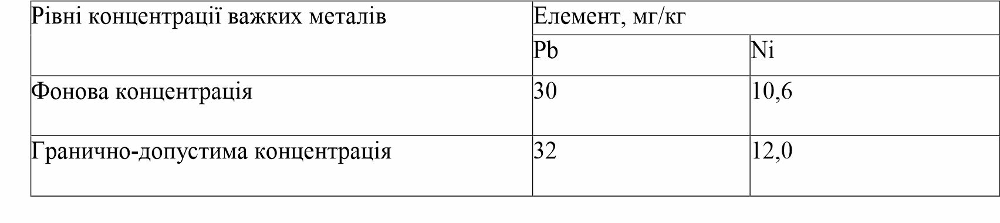 Рівні концентрації важких металів
Елемент, мг/кг
Pb
Ni
Фонова концентрація
30
10,6
Гранично-допустима концентрація
32
12,0